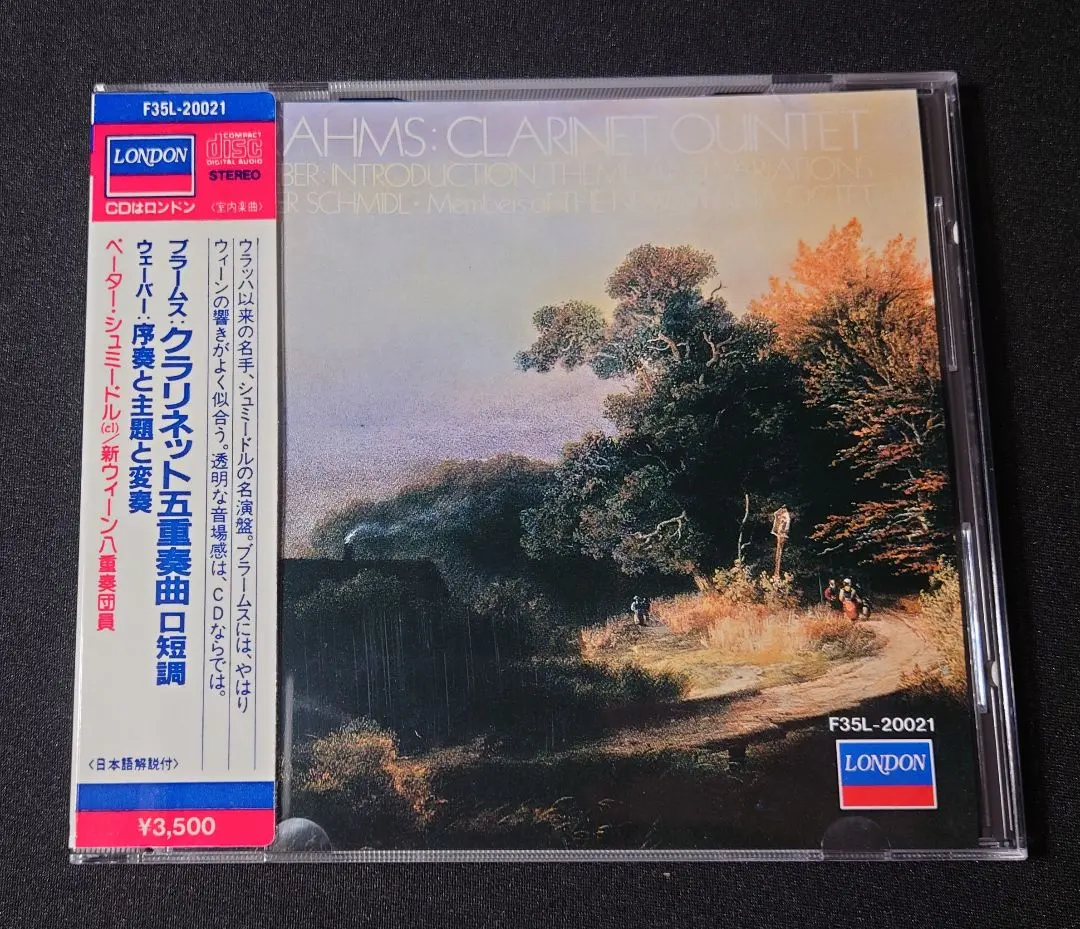 F35L-20021
LONDON
COMPACT
disc
DIGITAL AUDIO
STEREO
CDはロンドン
〈室内楽曲〉
ウラッハ以来の名手、シュミードルの名演盤。ブラームスには、やはり
ウィーンの響きがよく似合う。透明な音場感は、CDならでは。
ブラームス:クラリネット五重奏曲 ロ短調
ウェーバー:序奏と主題と変奏
ペーター・シュミードル(cl)/新ウィーン八重奏団員
〈日本語解説付〉
¥3,500
AHMS: CLARINET QUINTET
BER: INTRODUCTION, THEME VARIATIONS
ER SCHMIDL · Members of THE OCTET
F35L-20021
LONDON